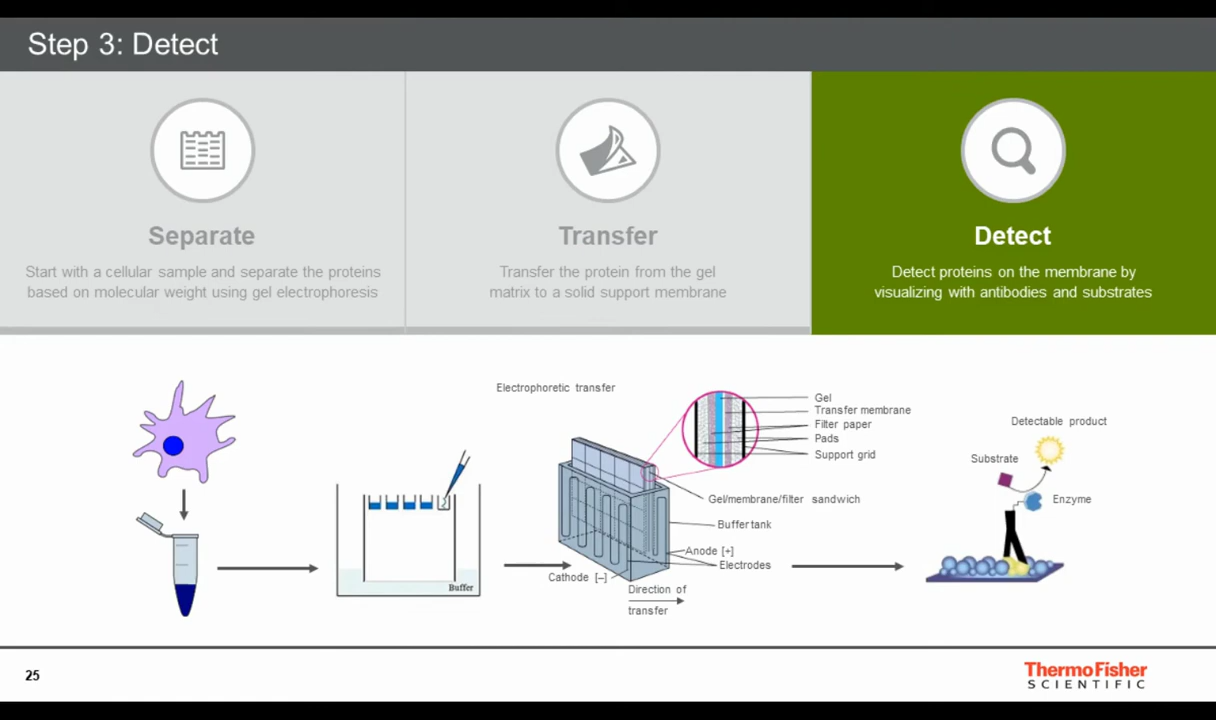 Step 3: Detect
Separate
Start with a cellular sample and separate the proteins
based on molecular weight using gel electrophoresis
Transfer
Transfer the protein from the gel
matrix to a solid support membrane
Detect
Detect proteins on the membrane by
visualizing with antibodies and substrates
Electrophoretic transfer
Gel
Transfer membrane
Filter paper
Pads
Support grid
Gel/membrane/filter sandwich
Buffer tank
Anode [+]
Electrodes
Cathode [–]
Direction of
transfer
Buffer
Detectable product
Substrate
Enzyme
25
ThermoFisher
SCIENTIFIC